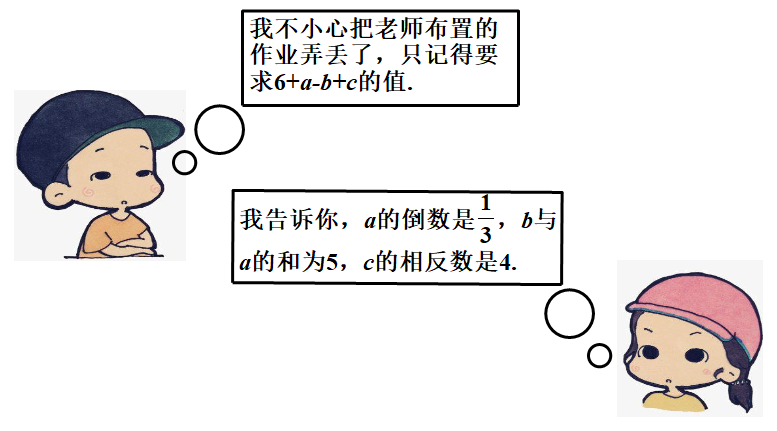 我不小心把老师布置的
作业弄丢了，只记得要
求6+a-b+c的值.
我告诉你，a的倒数是1/3，b与
a的和为5，c的相反数是4.